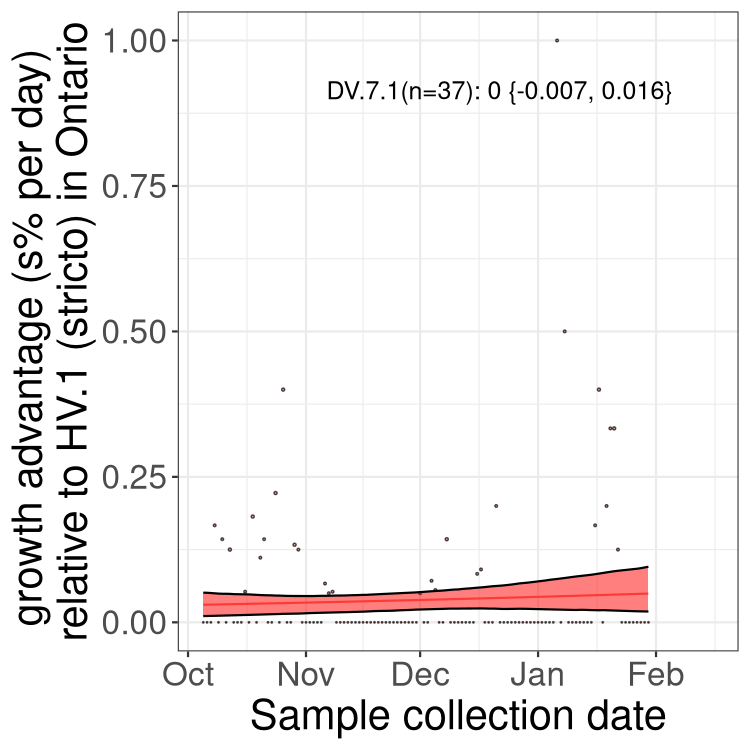 growth advantage (s% per day)
relative to HV.1 (stricto) in Ontario
1.00
0.75
0.50
0.25
0.00
DV.7.1(n=37): 0 {-0.007, 0.016}
Oct Nov Dec Jan Feb
Sample collection date